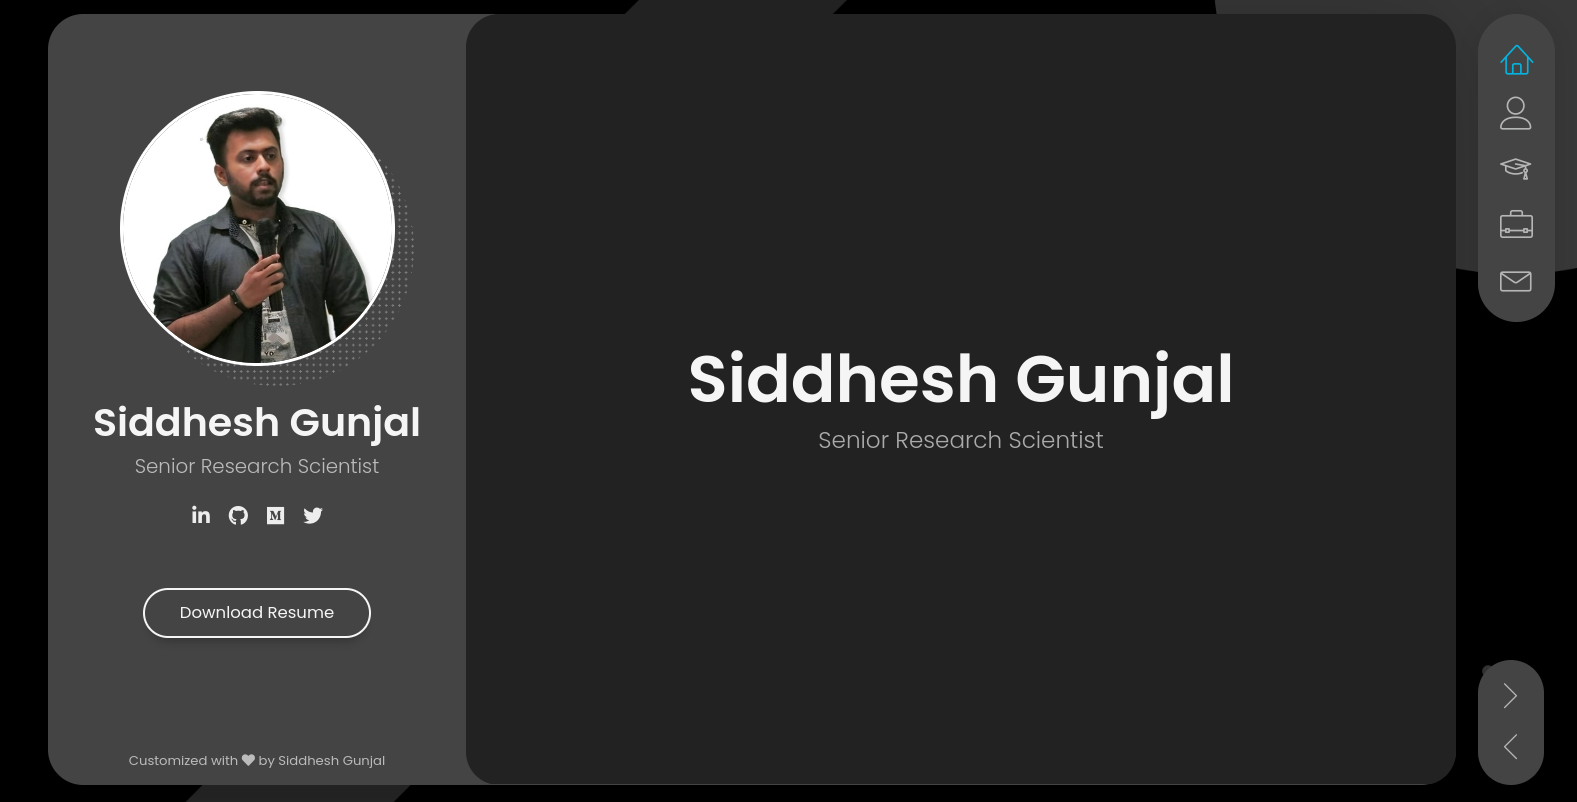 Siddhesh Gunjal
Senior Research Scientist
Download Resume
Customized with ♥ by Siddhesh Gunjal
Siddhesh Gunjal
Senior Research Scientist